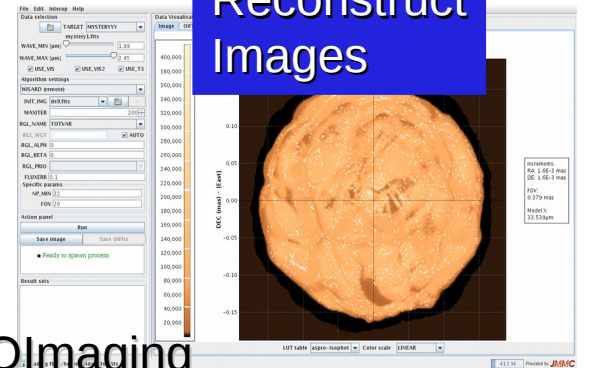 Reconstruct
Images
File Edit Interop Help
Data selection
TARGET MYSTERYYY
mystery1.fits
WAVE_MIN (µm) 1.99
WAVE_MAX (µm) 2.45
USE_VIS USE_VIS2 USE_T3
Algorithm settings
WISARD (remote)
INIT_IMG ds9.fits
MAXITER 200
RGL_NAME TOTVAR
RGL_WGT AUTO
RGL_ALPH 0
RGL_BETA 0
RGL_PRIO
FLUXERR 0.1
Specific params
NP_MIN 32
FOV 20
Action panel
Run
Save image Save OIFits
Ready to spawn process
Result sets
Data Visualisa
Image OIF
400,000
380,000
360,000
340,000
320,000
300,000
280,000
260,000
240,000
220,000
200,000
180,000
160,000
140,000
120,000
100,000
80,000
60,000
40,000
20,000
DEC (mas) - [East]
0.10
0.05
0.00
-0.05
-0.10
-0.15
Increments:
RA: 1.6E-3 mas
DE: 1.6E-3 mas
FOV:
0.379 mas
Model λ:
33.539µm
LUT table aspro-isophot Color scale LINEAR
OImaging
412 M Provided by JMMC